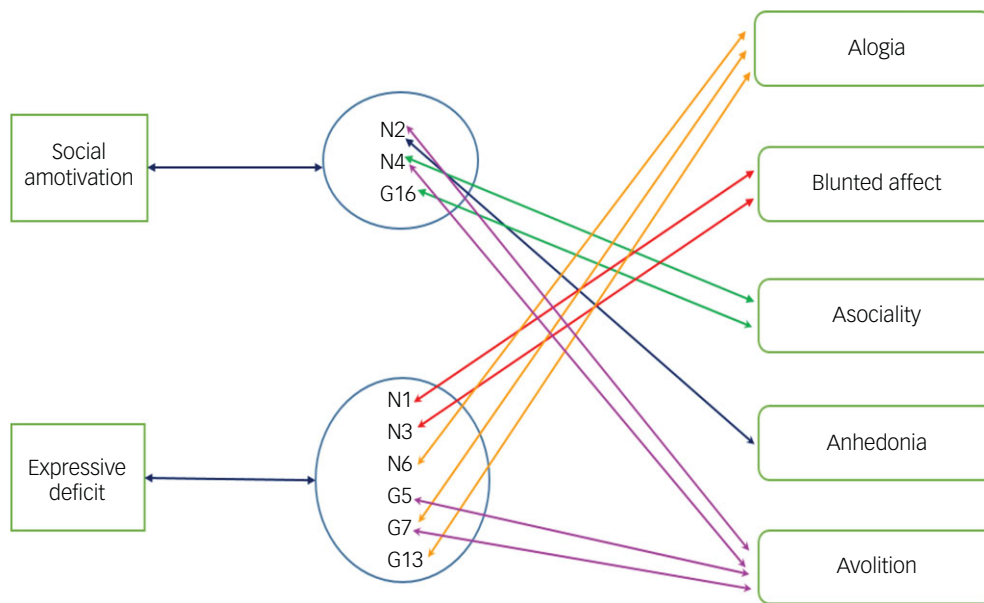 Social
amotivation
Expressive
deficit
N2
N4
G16
N1
N3
N6
G5
G7
G13
Alogia
Blunted affect
Asociality
Anhedonia
Avolition